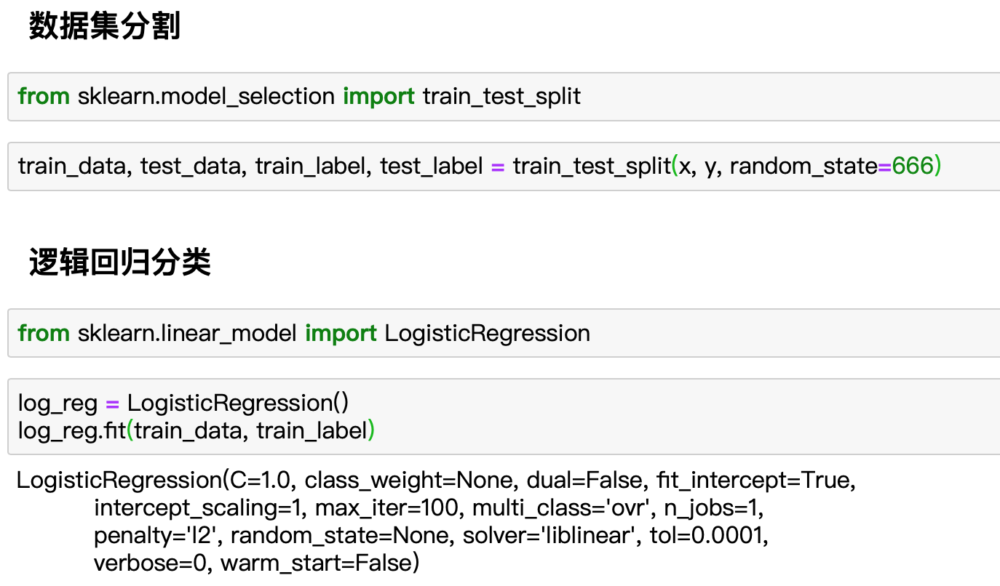 数据集分割
from sklearn.model_selection import train_test_split
train_data, test_data, train_label, test_label = train_test_split(x, y, random_state=666)
逻辑回归分类
from sklearn.linear_model import LogisticRegression
log_reg = LogisticRegression()
log_reg.fit(train_data, train_label)
LogisticRegression(C=1.0, class_weight=None, dual=False, fit_intercept=True,
intercept_scaling=1, max_iter=100, multi_class='ovr', n_jobs=1,
penalty='l2', random_state=None, solver='liblinear', tol=0.0001,
verbose=0, warm_start=False)